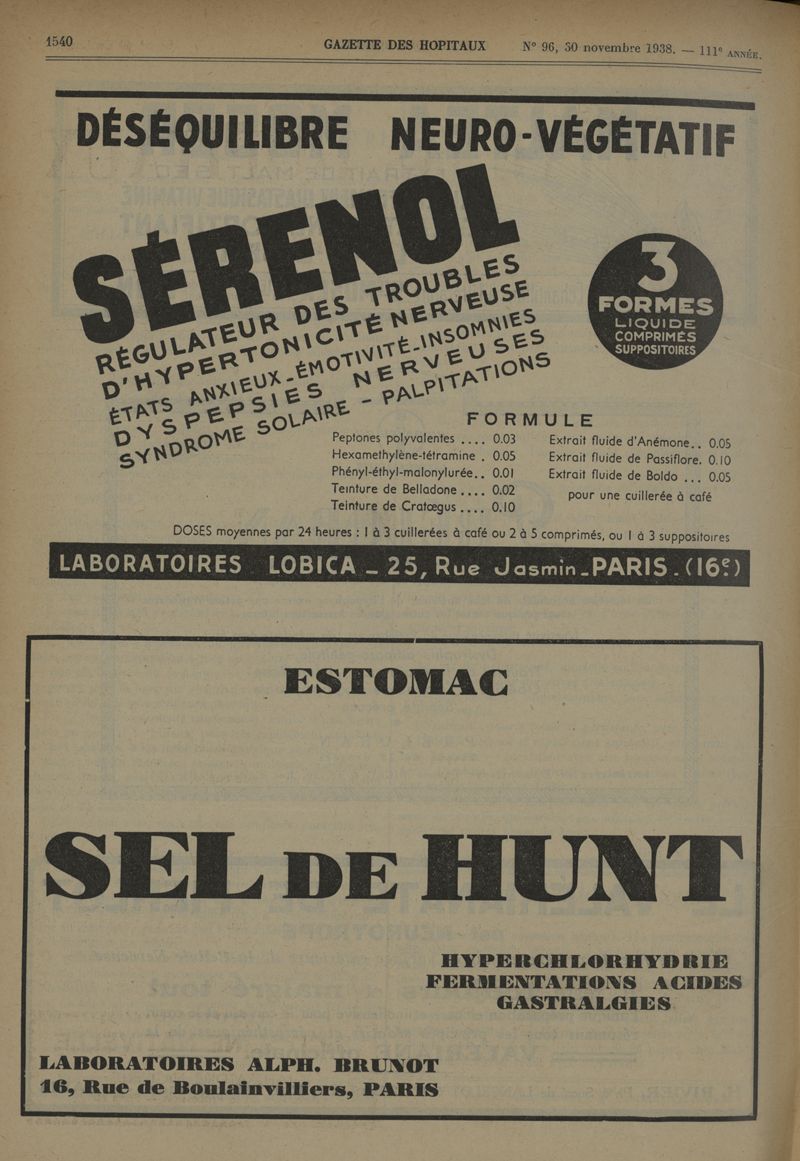 1540
GAZETTE DES HOPITAUX
N° 96, 30 novembre 1938. — 111e ANNÉE.
DÉSÉQUILIBRE NEURO-VÉGÉTATIF
SÉRENOL
RÉGULATEUR DES TROUBLES
D'HYPERTONICITÉ NERVEUSE
ÉTATS ANXIEUX-ÉMOTIVITÉ-INSOMNIES
DYSPEPSIES NERVEUSES
SYNDROME SOLAIRE - PALPITATIONS
3
FORMES
LIQUIDE
COMPRIMÉS
SUPPOSITOIRES
FORMULE
Peptones polyvalentes .... 0.03
Hexamethylène-tétramine . 0.05
Phényl-éthyl-malonylurée.. 0.01
Teinture de Belladone .... 0.02
Teinture de Cratœgus .... 0.10
Extrait fluide d'Anémone.. 0.05
Extrait fluide de Passiflore. 0.10
Extrait fluide de Boldo ... 0.05
pour une cuillerée à café
DOSES moyennes par 24 heures : 1 à 3 cuillerées à café ou 2 à 5 comprimés, ou 1 à 3 suppositoires
LABORATOIRES LOBICA - 25, Rue Jasmin - PARIS - (16e)
ESTOMAC
SEL DE HUNT
HYPERCHLORHYDRIE
FERMENTATIONS ACIDES
GASTRALGIES
LABORATOIRES ALPH. BRUNOT
16, Rue de Boulainvilliers, PARIS